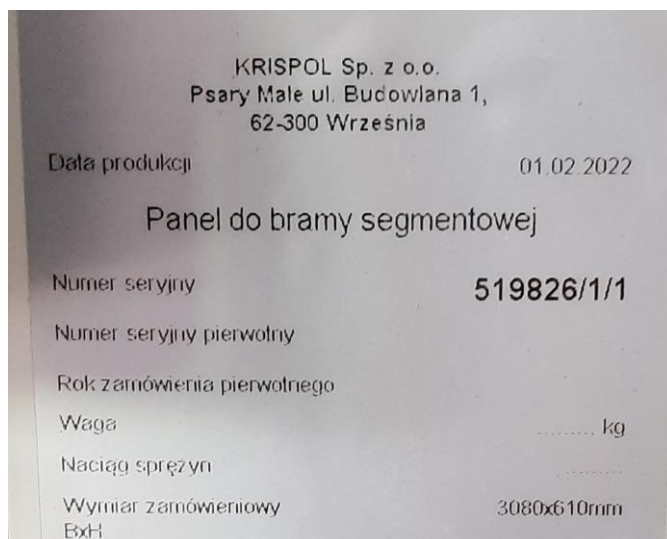 KRISPOL Sp. z o.o.
Psary Małe ul. Budowlana 1,
62-300 Września
Data produkcji 01.02.2022
Panel do bramy segmentowej
Numer seryjny 519826/1/1
Numer seryjny pierwotny
Rok zamówienia pierwotnego
Waga ......... kg
Naciąg sprężyn .........
Wymiar zamówieniowy 3080x610mm
BxH